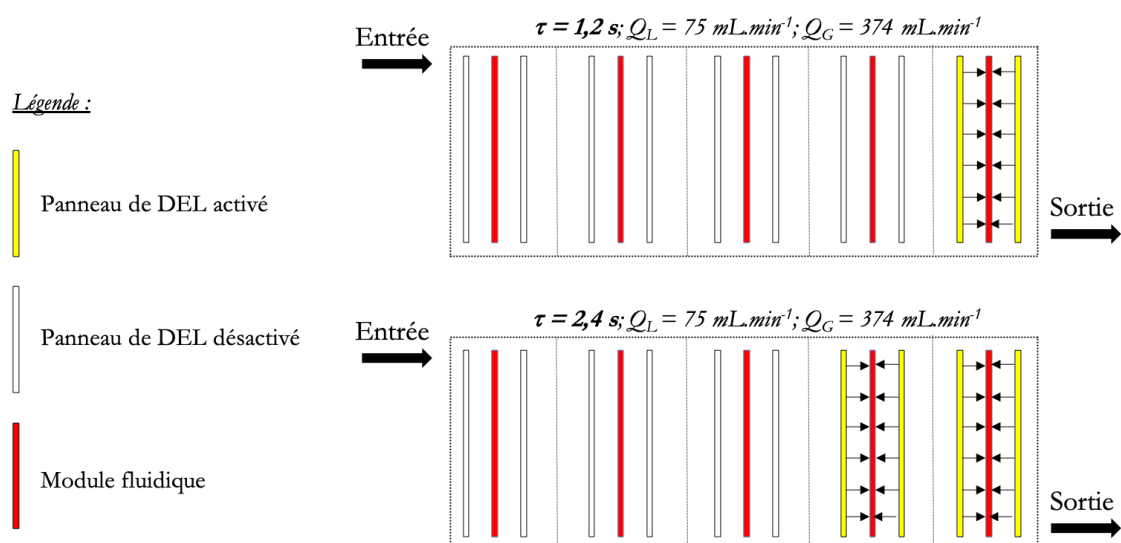 τ = 1,2 s; Q_L = 75 mL.min⁻¹; Q_G = 374 mL.min⁻¹
Entrée
Légende :
Panneau de DEL activé
Sortie
τ = 2,4 s; Q_L = 75 mL.min⁻¹; Q_G = 374 mL.min⁻¹
Entrée
Panneau de DEL désactivé
Module fluidique
Sortie